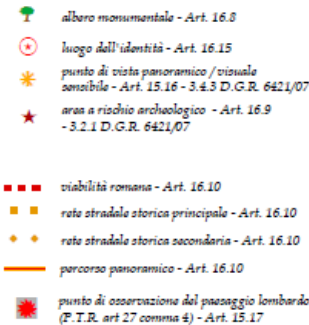 albero monumentale - Art. 16.8
luogo dell'identità - Art. 16.15
punto di vista panoramico / visuale
sensibile - Art. 15.16 - 3.4.3 D.G.R. 6421/07
area a rischio archeologico - Art. 16.9
- 3.2.1 D.G.R. 6421/07
viabilità romana - Art. 16.10
rete stradale storica principale - Art. 16.10
rete stradale storica secondaria - Art. 16.10
percorso panoramico - Art. 16.10
punto di osservazione del paesaggio lombardo
(P.T.R. art 27 comma 4) - Art. 15.17